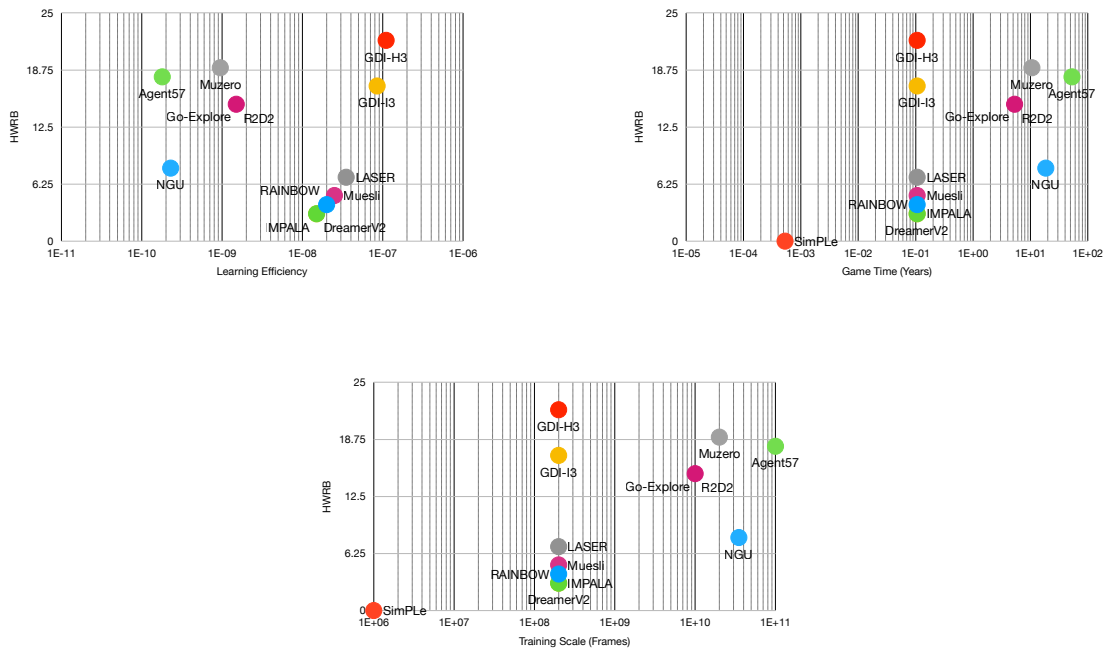 25
18.75
12.5
6.25
0
HWRB
GDI-H3
Muzero
Agent57
GDI-I3
Go-Explore R2D2
NGU
LASER
RAINBOW
Muesli
IMPALA DreamerV2
1E-11 1E-10 1E-09 1E-08 1E-07 1E-06
Learning Efficiency
25
18.75
12.5
6.25
0
HWRB
GDI-H3
Muzero
Agent57
GDI-I3
Go-Explore R2D2
LASER
NGU
Muesli
RAINBOW
IMPALA
DreamerV2
SimPLe
1E-05 1E-04 1E-03 1E-02 1E-01 1E+00 1E+01 1E+02
Game Time (Years)
25
18.75
12.5
6.25
0
HWRB
GDI-H3
Muzero
Agent57
GDI-I3
Go-Explore R2D2
LASER
NGU
Muesli
RAINBOW
IMPALA
DreamerV2
SimPLe
1E+06 1E+07 1E+08 1E+09 1E+10 1E+11
Training Scale (Frames)